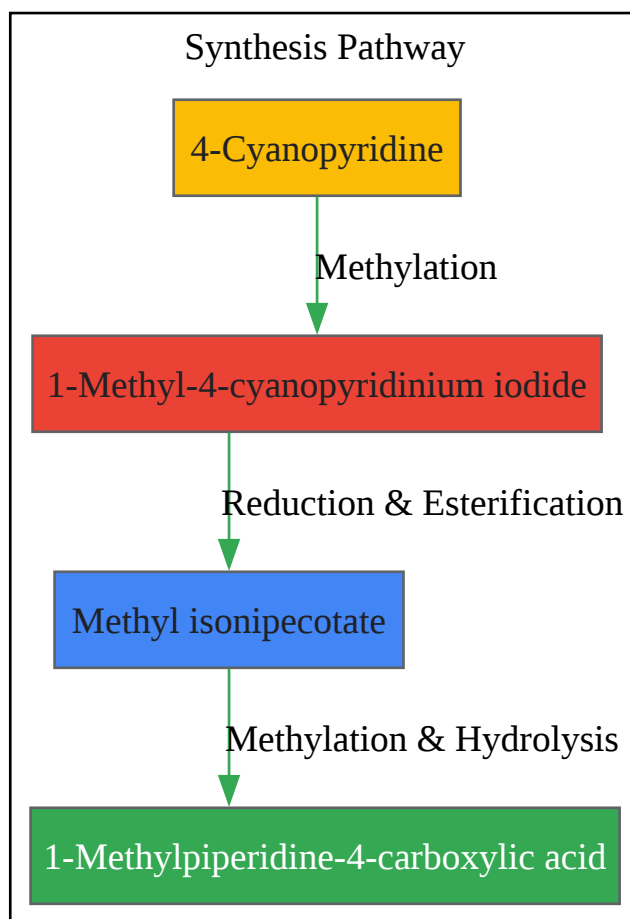 Synthesis Pathway
4-Cyanopyridine
Methylation
1-Methyl-4-cyanopyridinium iodide
Reduction & Esterification
Methyl isonipecotate
Methylation & Hydrolysis
1-Methylpiperidine-4-carboxylic acid